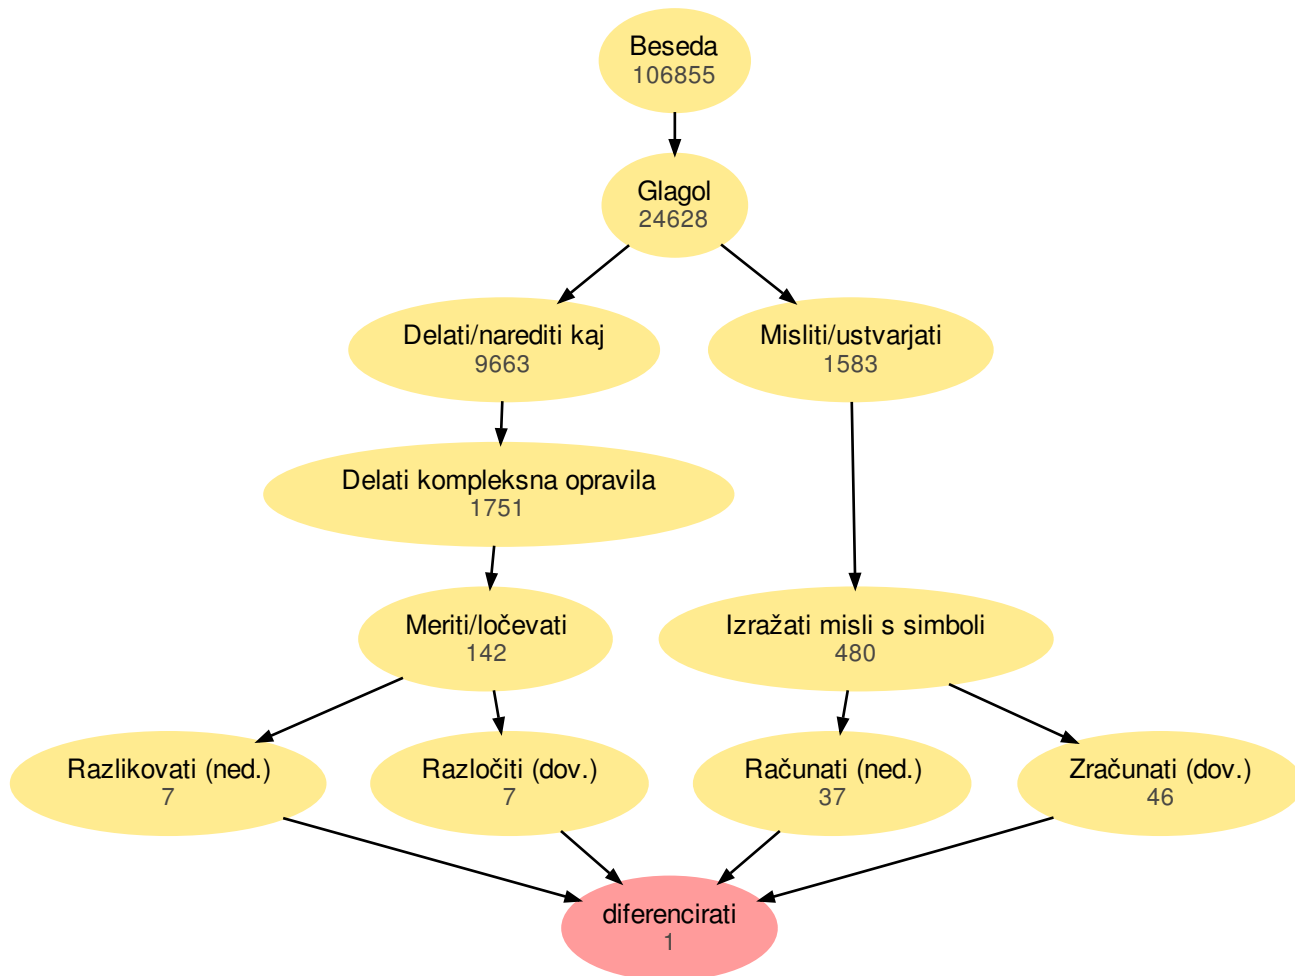 Beseda
106855
Glagol
24628
Delati/narediti kaj
9663
Misliti/ustvarjati
1583
Delati kompleksna opravila
1751
Meriti/ločevati
142
Izražati misli s simboli
480
Razlikovati (ned.)
7
Razločiti (dov.)
7
Računati (ned.)
37
Zračunati (dov.)
46
diferencirati
1